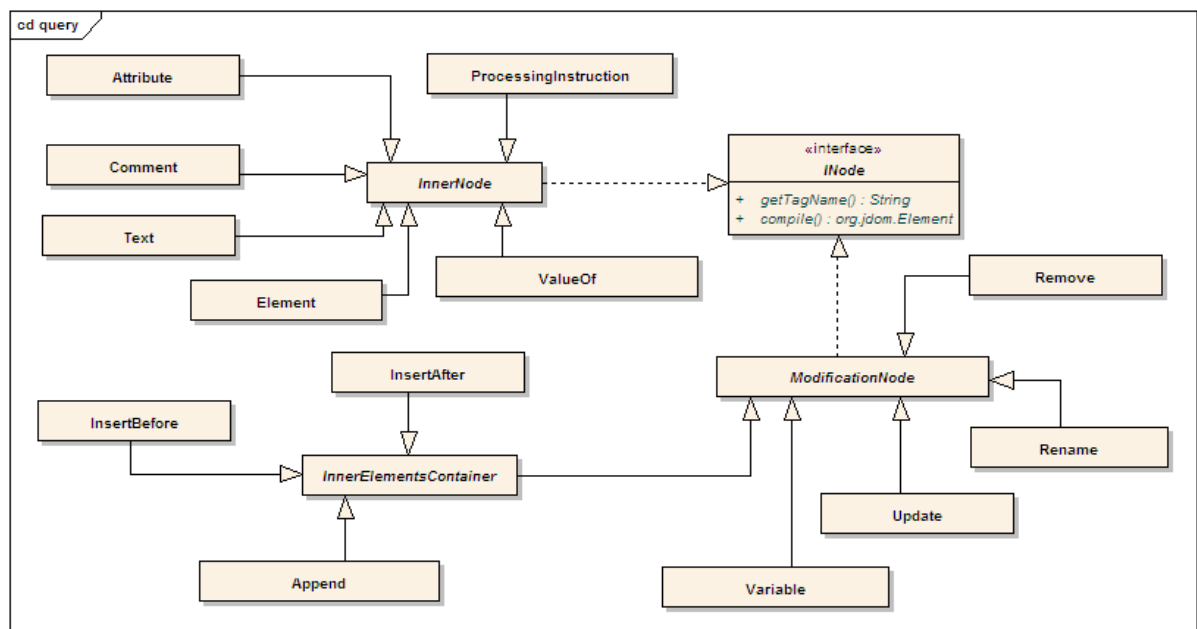 cd query
Attribute
ProcessingInstruction
Comment
InnerNode
«interface»
INode
+ getTagName() : String
+ compile() : org.jdom.Element
Text
Element
ValueOf
Remove
InsertAfter
ModificationNode
InsertBefore
Rename
InnerElementsContainer
Update
Append
Variable